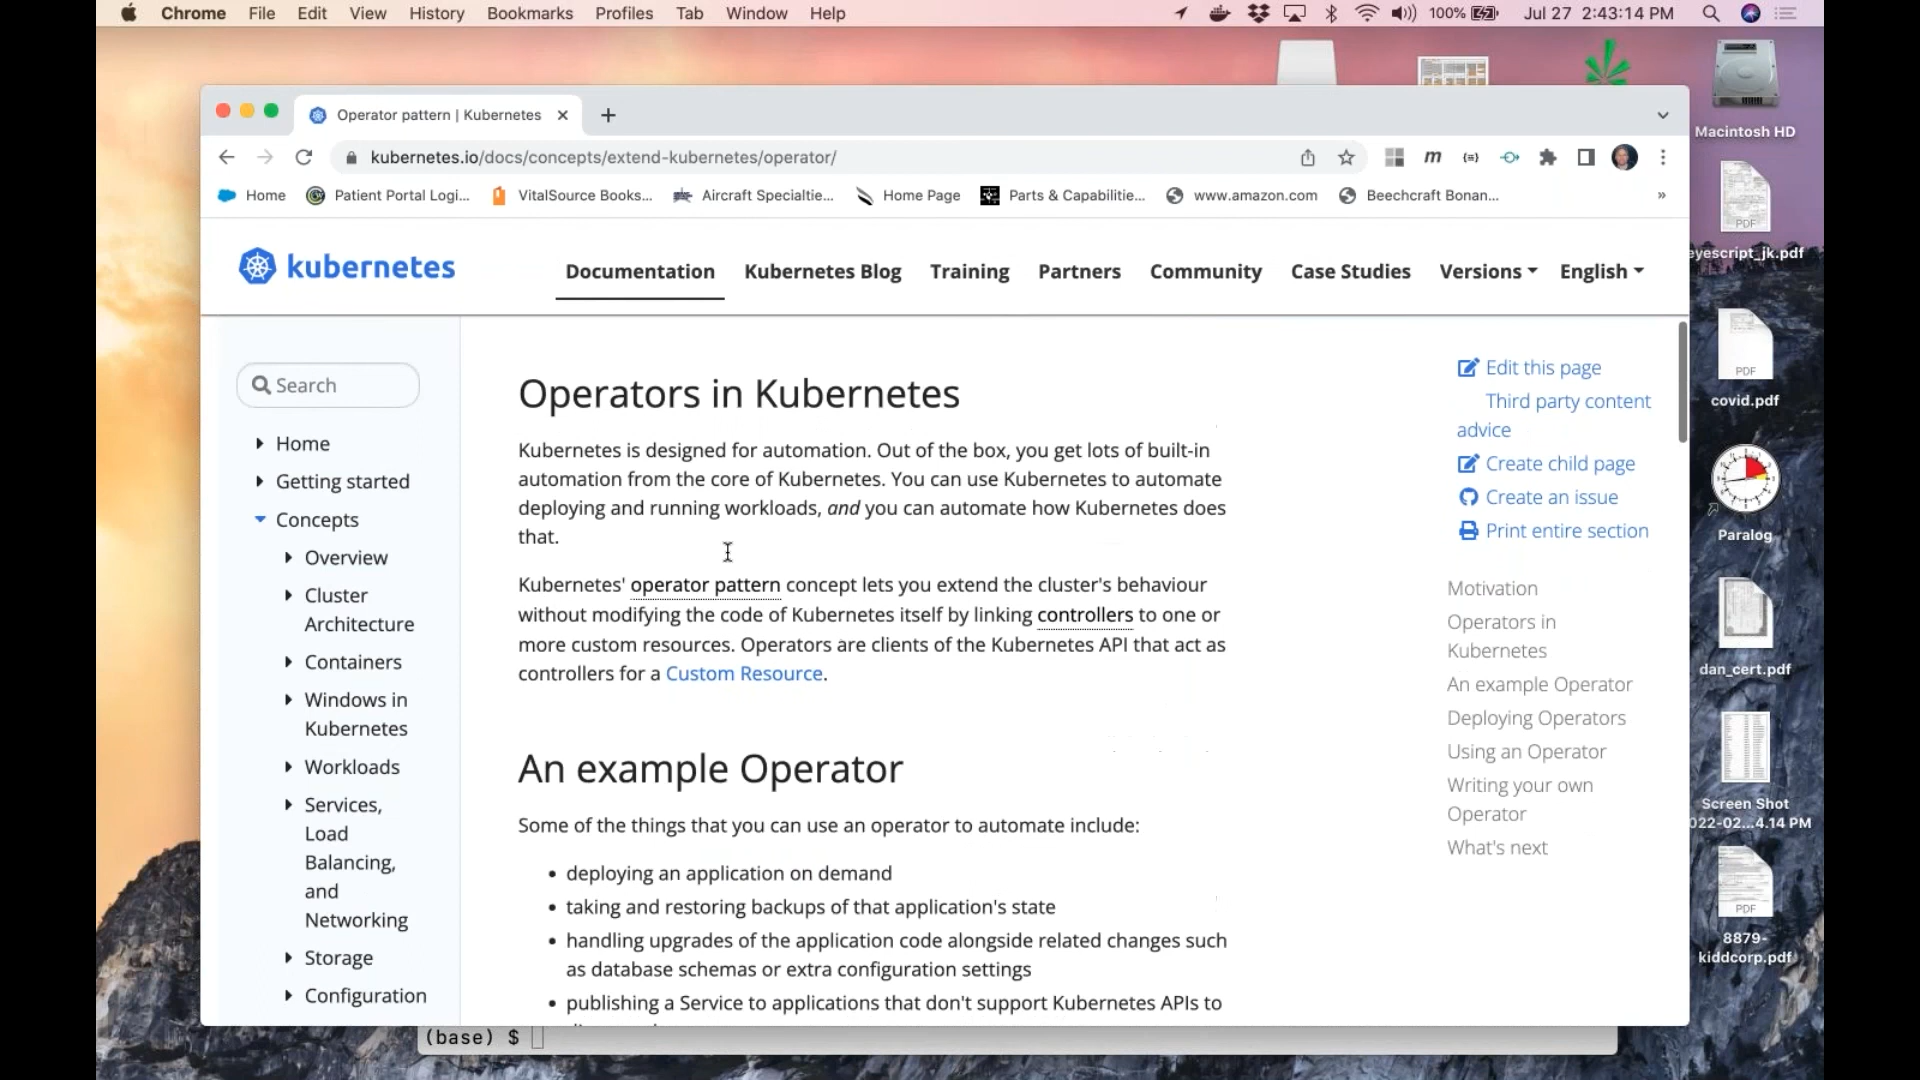 Chrome File Edit View History Bookmarks Profiles Tab Window Help 100% Jul 27 2:43:14 PM
Operator pattern | Kubernetes
kubernetes.io/docs/concepts/extend-kubernetes/operator/
Home Patient Portal Logi... VitalSource Books... Aircraft Specialtie... Home Page Parts & Capabilitie... www.amazon.com Beechcraft Bonan... »
kubernetes Documentation Kubernetes Blog Training Partners Community Case Studies Versions English
Search
Home
Getting started
Concepts
Overview
Cluster
Architecture
Containers
Windows in
Kubernetes
Workloads
Services,
Load
Balancing,
and
Networking
Storage
Configuration
Operators in Kubernetes
Kubernetes is designed for automation. Out of the box, you get lots of built-in
automation from the core of Kubernetes. You can use Kubernetes to automate
deploying and running workloads, and you can automate how Kubernetes does
that.
Kubernetes' operator pattern concept lets you extend the cluster's behaviour
without modifying the code of Kubernetes itself by linking controllers to one or
more custom resources. Operators are clients of the Kubernetes API that act as
controllers for a Custom Resource.
An example Operator
Some of the things that you can use an operator to automate include:
• deploying an application on demand
• taking and restoring backups of that application's state
• handling upgrades of the application code alongside related changes such
as database schemas or extra configuration settings
• publishing a Service to applications that don't support Kubernetes APIs to
Edit this page
Third party content
advice
Create child page
Create an issue
Print entire section
Motivation
Operators in
Kubernetes
An example Operator
Deploying Operators
Using an Operator
Writing your own
Operator
What's next
(base) $
Macintosh HD
PDF
eyescript_jk.pdf
PDF
covid.pdf
Paralog
dan_cert.pdf
Screen Shot
022-02...4.14 PM
PDF
8879-
kiddcorp.pdf